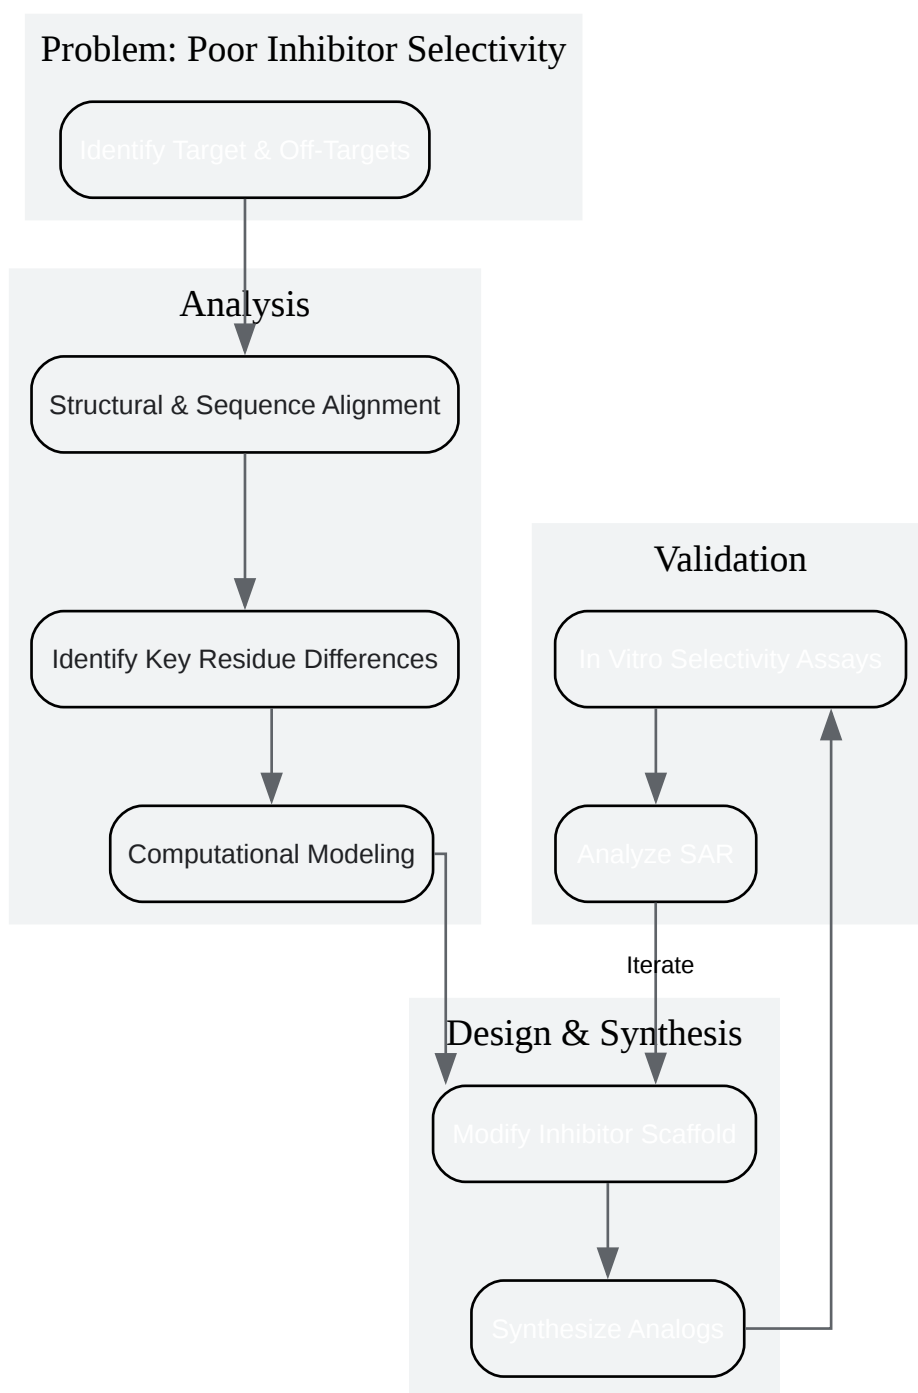 Problem: Poor Inhibitor Selectivity
Identify Target & Off-Targets
Analysis
Structural & Sequence Alignment
Identify Key Residue Differences
Computational Modeling
Validation
In Vitro Selectivity Assays
Analyze SAR
Iterate
Design & Synthesis
Modify Inhibitor Scaffold
Synthesize Analogs